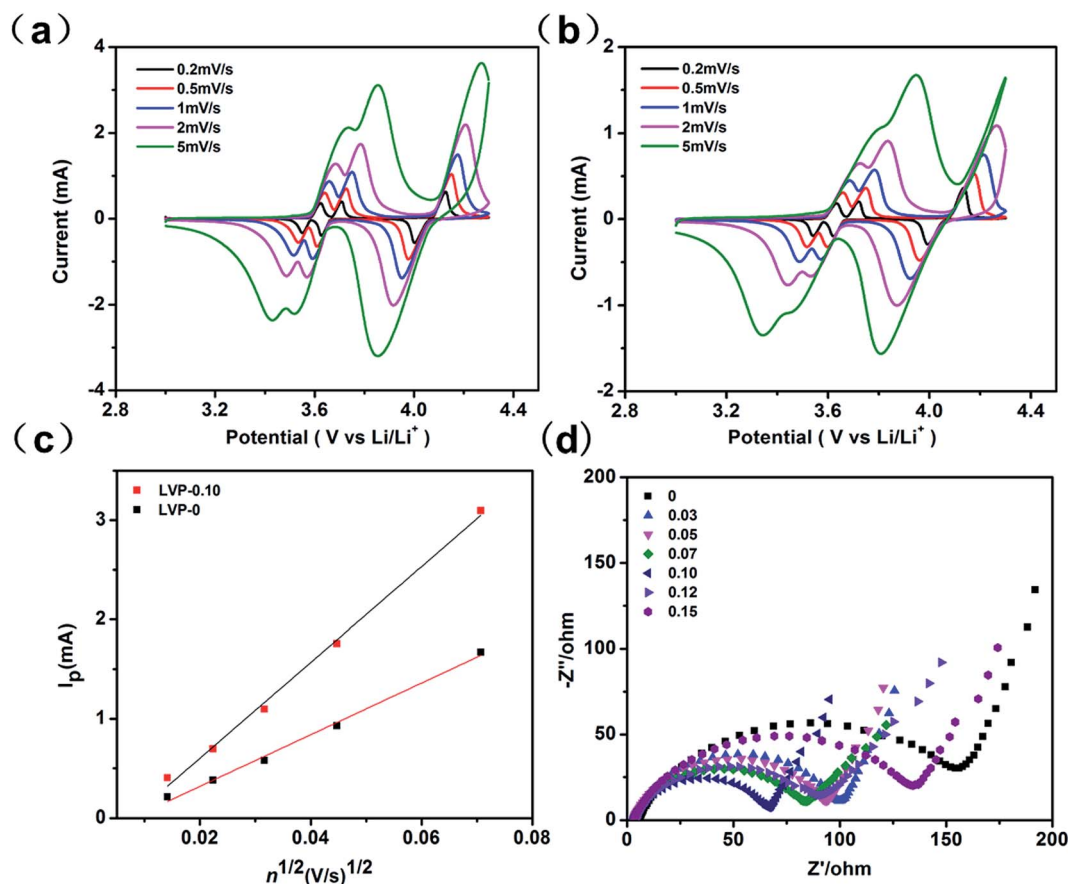 (a)
4
2
0
-2
-4
Current (mA)
0.2mV/s
0.5mV/s
1mV/s
2mV/s
5mV/s
2.8 3.2 3.6 4.0 4.4
Potential ( V vs Li/Li+ )
(b)
2
1
0
-1
-2
Current (mA)
0.2mV/s
0.5mV/s
1mV/s
2mV/s
5mV/s
2.8 3.2 3.6 4.0 4.4
Potential ( V vs Li/Li+ )
(c)
3
2
1
0
Ip(mA)
LVP-0.10
LVP-0
0.02 0.04 0.06 0.08
n1/2(V/s)1/2
(d)
200
150
100
50
0
-Z''/ohm
0
0.03
0.05
0.07
0.10
0.12
0.15
0 50 100 150 200
Z'/ohm